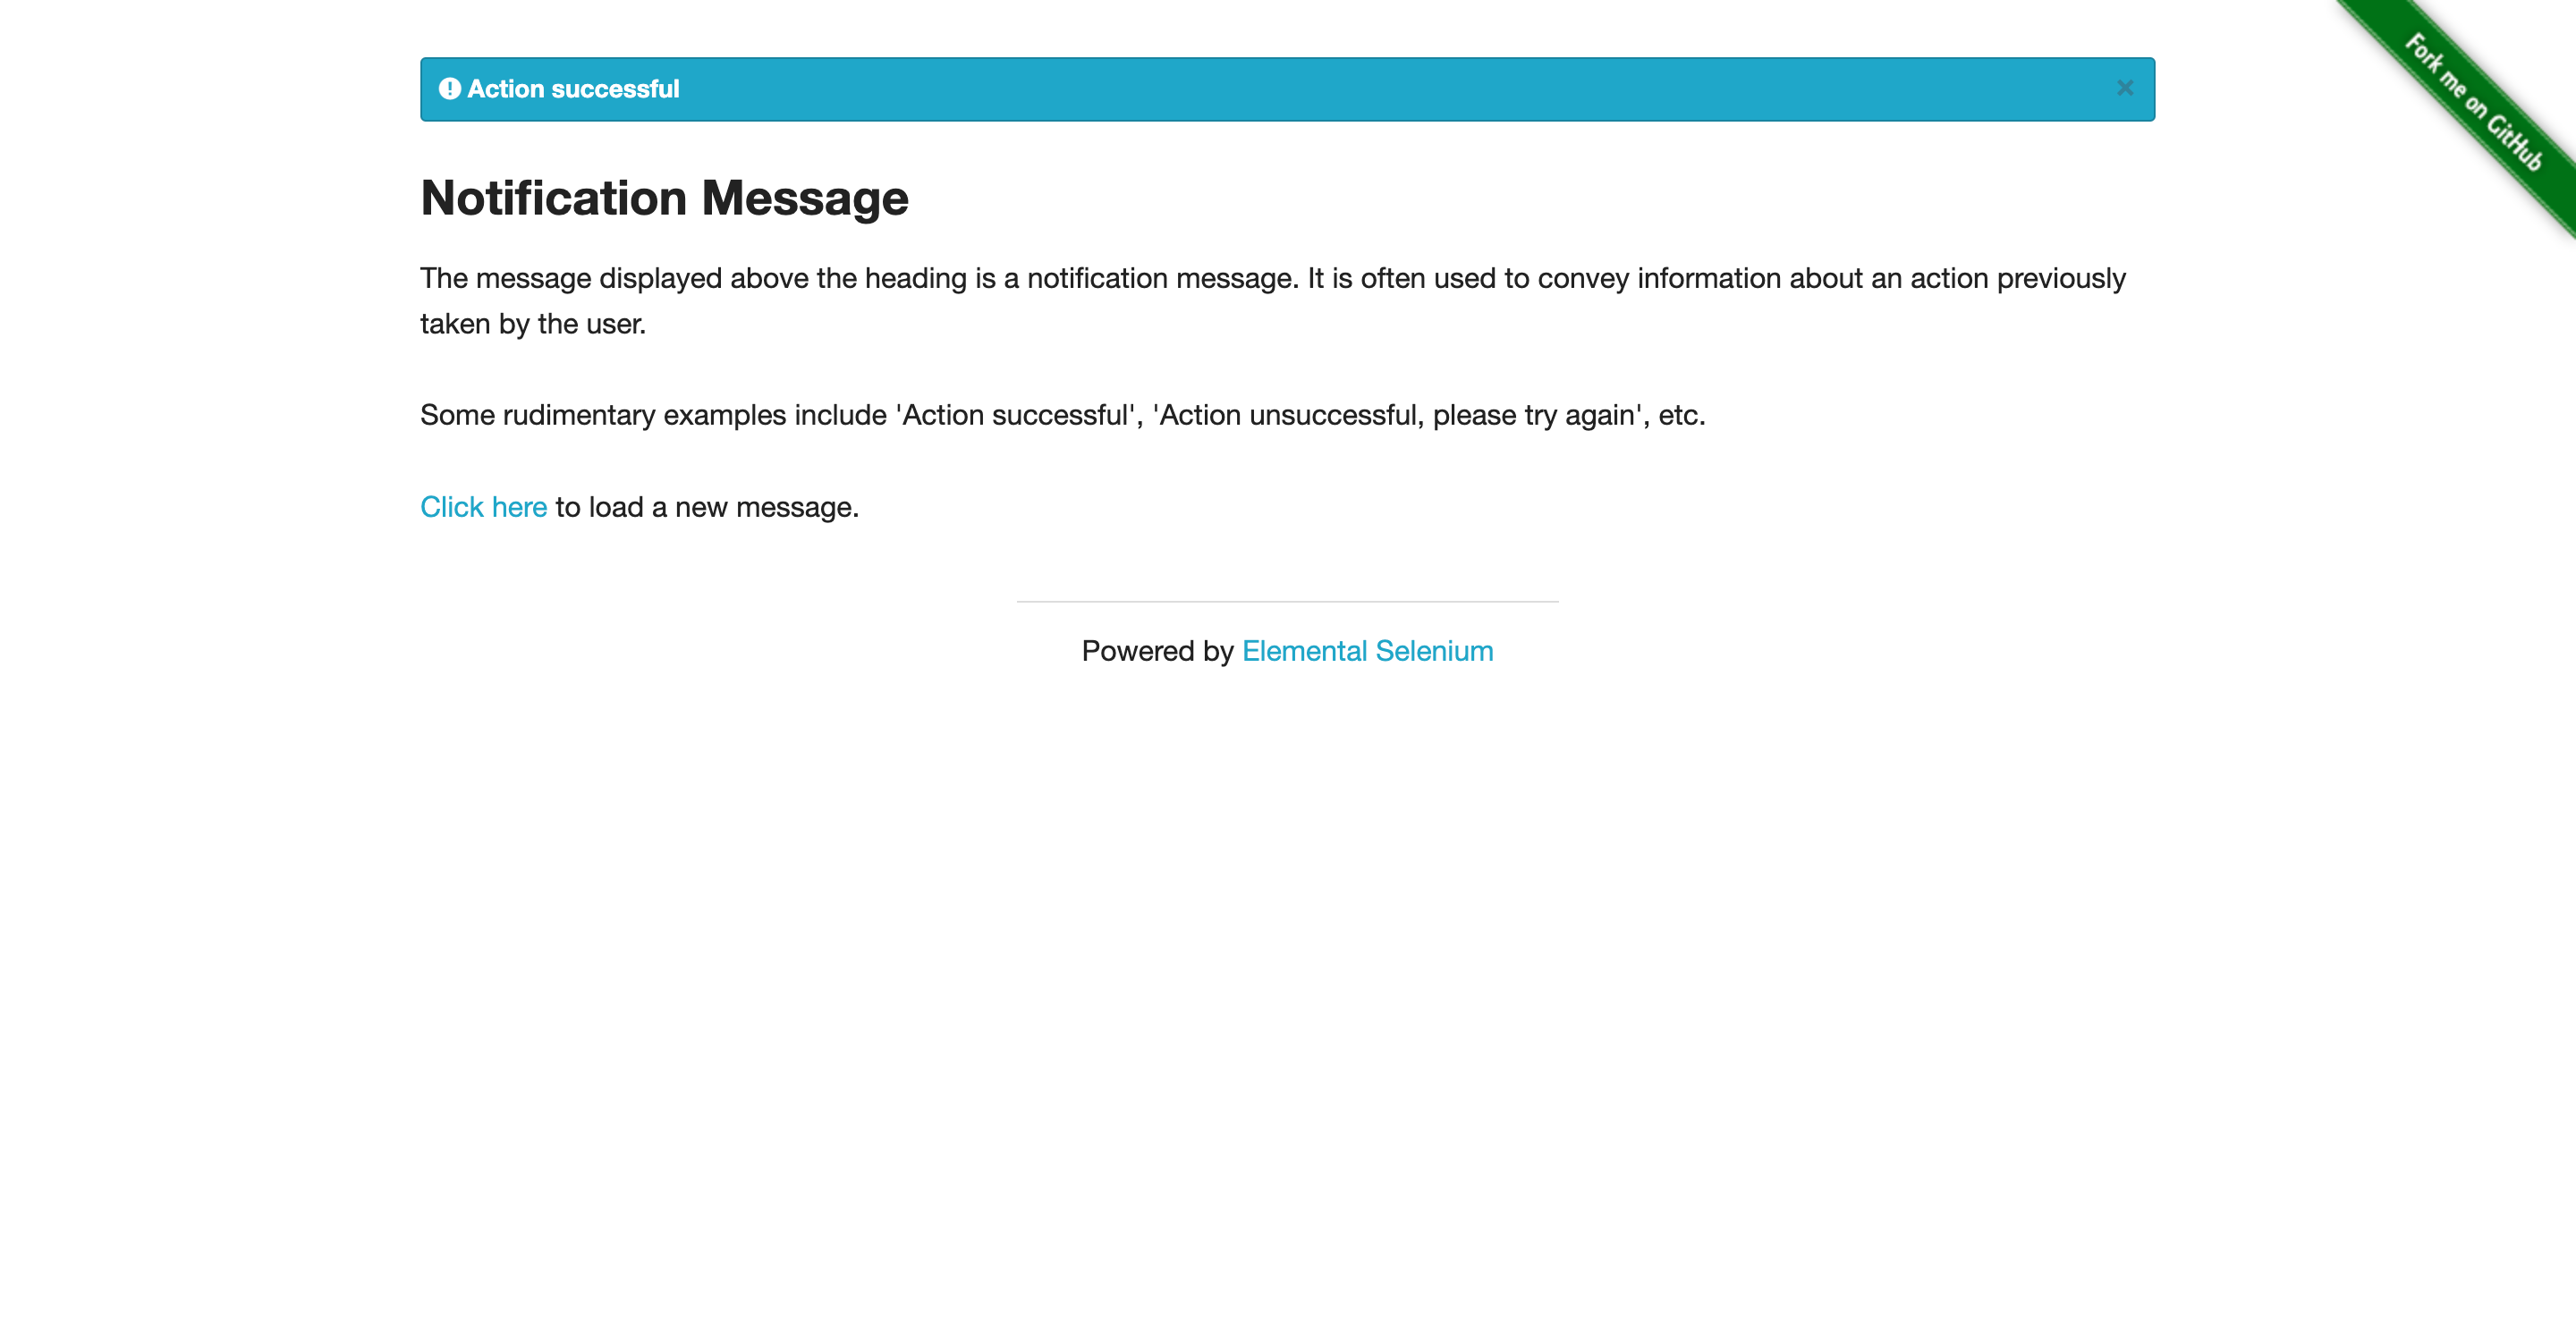 Action successful ×
Fork me on GitHub
Notification Message
The message displayed above the heading is a notification message. It is often used to convey information about an action previously
taken by the user.
Some rudimentary examples include 'Action successful', 'Action unsuccessful, please try again', etc.
Click here to load a new message.
Powered by Elemental Selenium